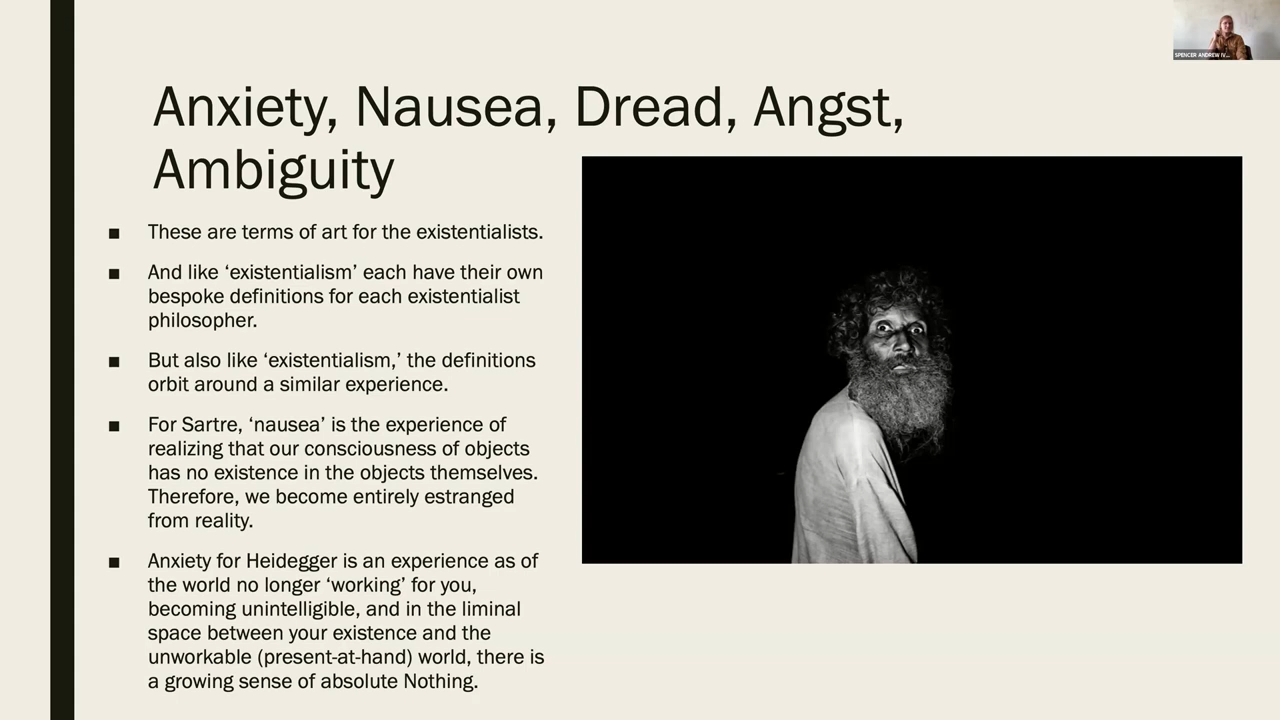 SPENCER ANDREW IV...
Anxiety, Nausea, Dread, Angst,
Ambiguity
■ These are terms of art for the existentialists.
■ And like ‘existentialism’ each have their own
bespoke definitions for each existentialist
philosopher.
■ But also like ‘existentialism,’ the definitions
orbit around a similar experience.
■ For Sartre, ‘nausea’ is the experience of
realizing that our consciousness of objects
has no existence in the objects themselves.
Therefore, we become entirely estranged
from reality.
■ Anxiety for Heidegger is an experience as of
the world no longer ‘working’ for you,
becoming unintelligible, and in the liminal
space between your existence and the
unworkable (present-at-hand) world, there is
a growing sense of absolute Nothing.